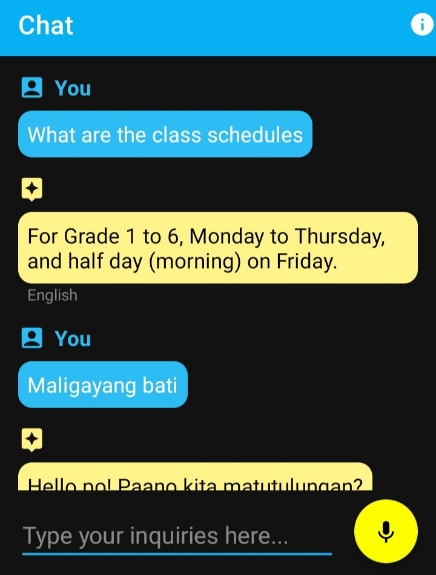 Chat
You
What are the class schedules
For Grade 1 to 6, Monday to Thursday,
and half day (morning) on Friday.
English
You
Maligayang bati
Hello po! Paano kita matutulungan?
Type your inquiries here...